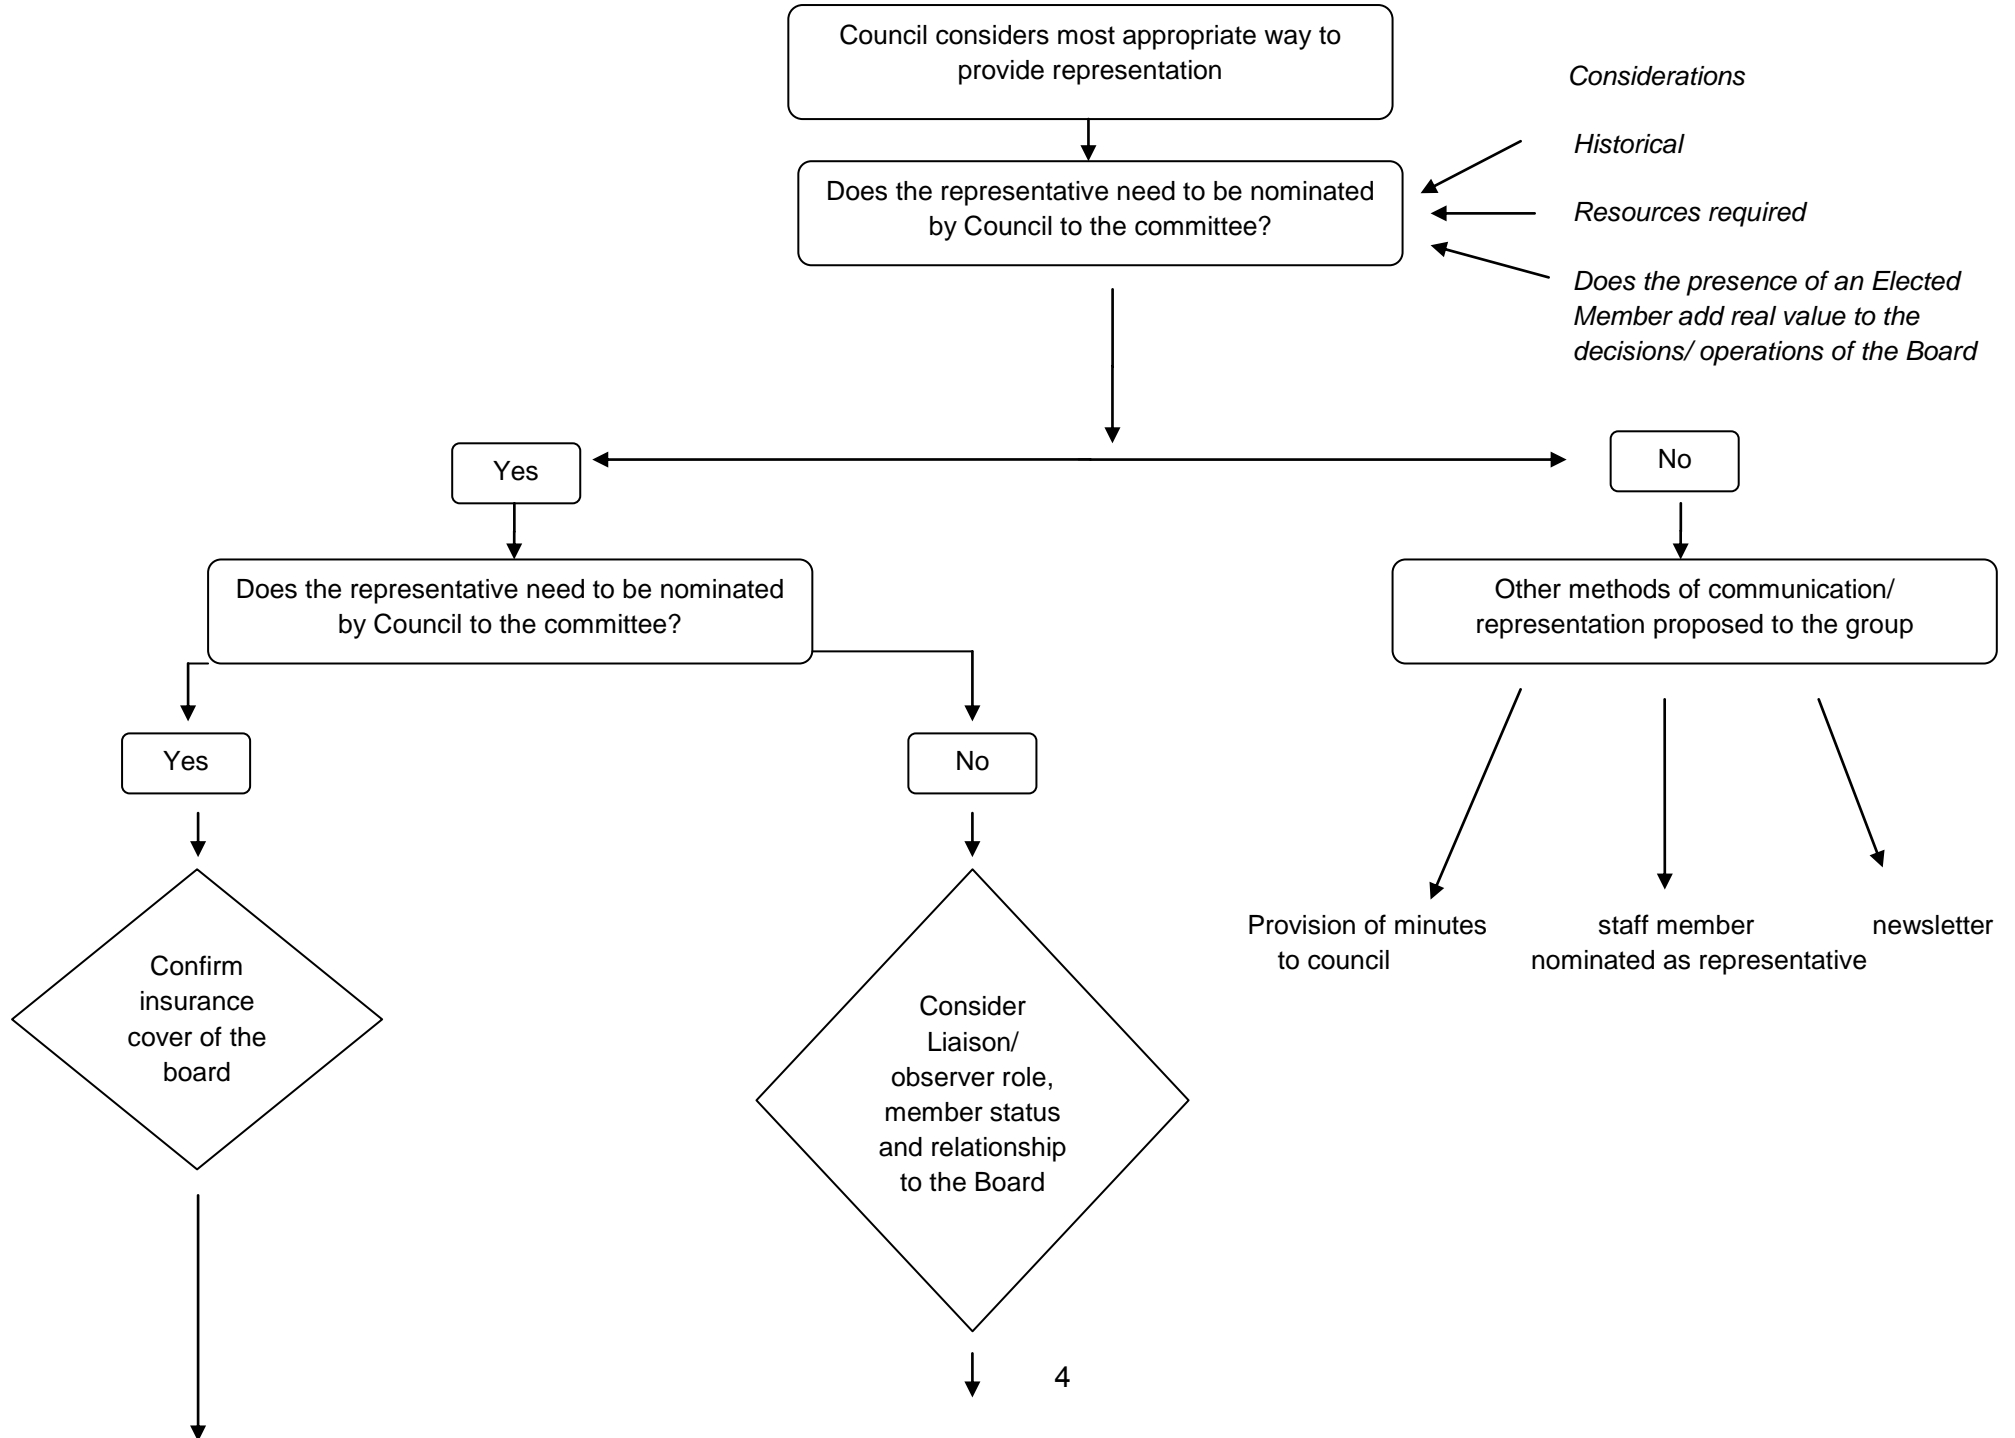 Council considers most appropriate way to
provide representation
Considerations
Historical
Does the representative need to be nominated
by Council to the committee?
Resources required
Does the presence of an Elected
Member add real value to the
decisions/ operations of the Board
Yes
No
Does the representative need to be nominated
by Council to the committee?
Other methods of communication/
representation proposed to the group
Yes
No
Provision of minutes
to council
staff member
nominated as representative
newsletter
Confirm
insurance
cover of the
board
Consider
Liaison/
observer role,
member status
and relationship
to the Board
4